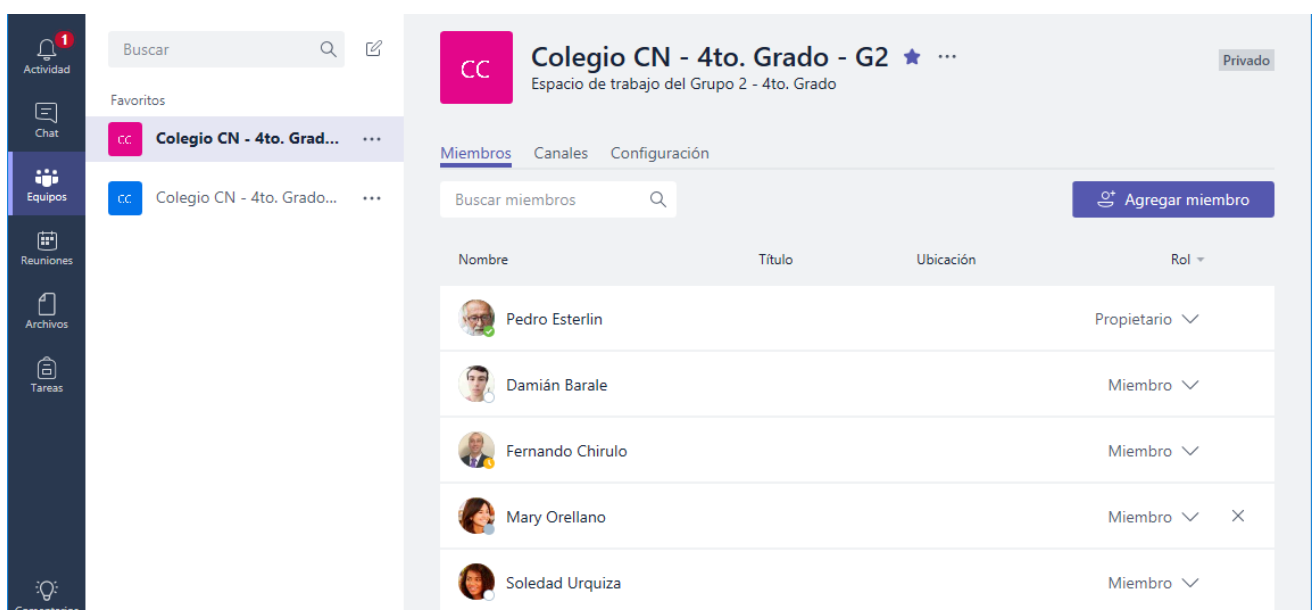 1
Actividad
Chat
Equipos
Reuniones
Archivos
Tareas
Comentarios
Buscar
Favoritos
CC Colegio CN - 4to. Grad...
CC Colegio CN - 4to. Grado...
CC
Colegio CN - 4to. Grado - G2
Espacio de trabajo del Grupo 2 - 4to. Grado
Privado
Miembros Canales Configuración
Buscar miembros
Agregar miembro
Nombre Título Ubicación Rol
Pedro Esterlin Propietario
Damián Barale Miembro
Fernando Chirulo Miembro
Mary Orellano Miembro
Soledad Urquiza Miembro